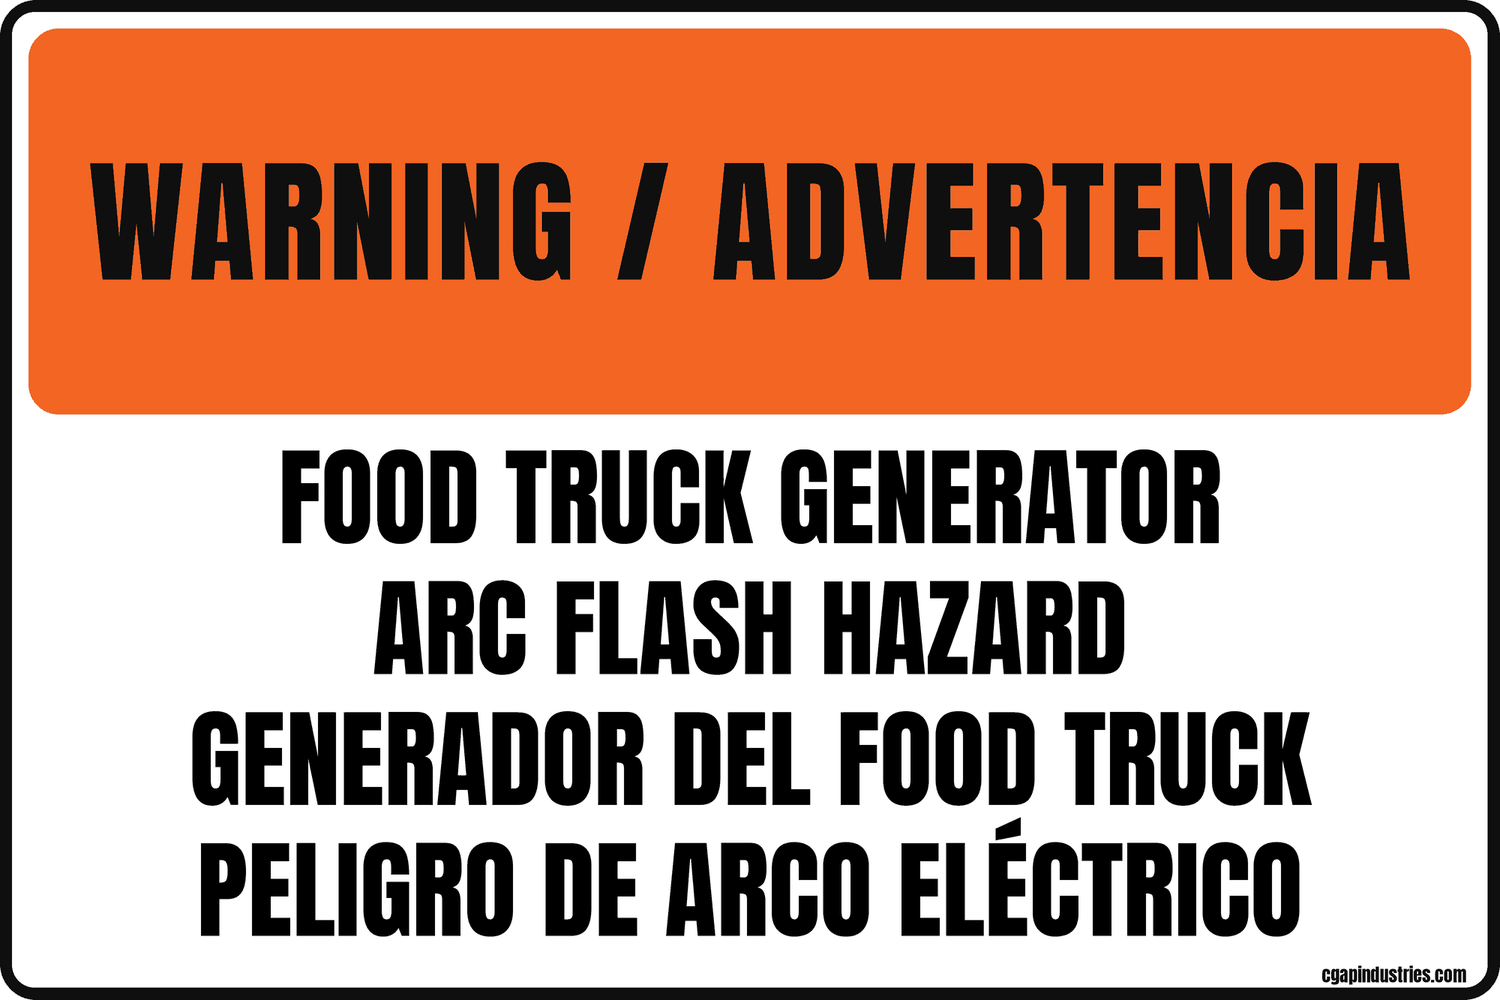 WARNING / ADVERTENCIA
FOOD TRUCK GENERATOR
ARC FLASH HAZARD
GENERADOR DEL FOOD TRUCK
PELIGRO DE ARCO ELÉCTRICO
cgapindustries.com